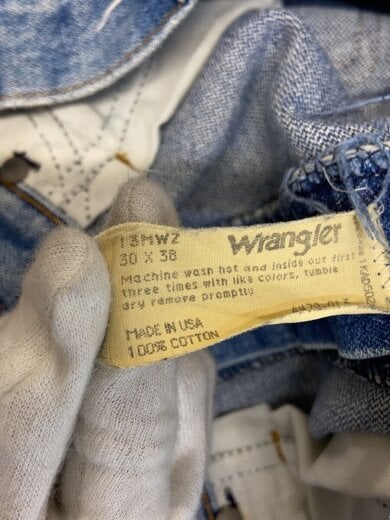 13MWZ
Wrangler
30 X 38
Machine wash hot and inside out first
three times with like colors, tumble
dry remove promptly
MADE IN USA
100% COTTON